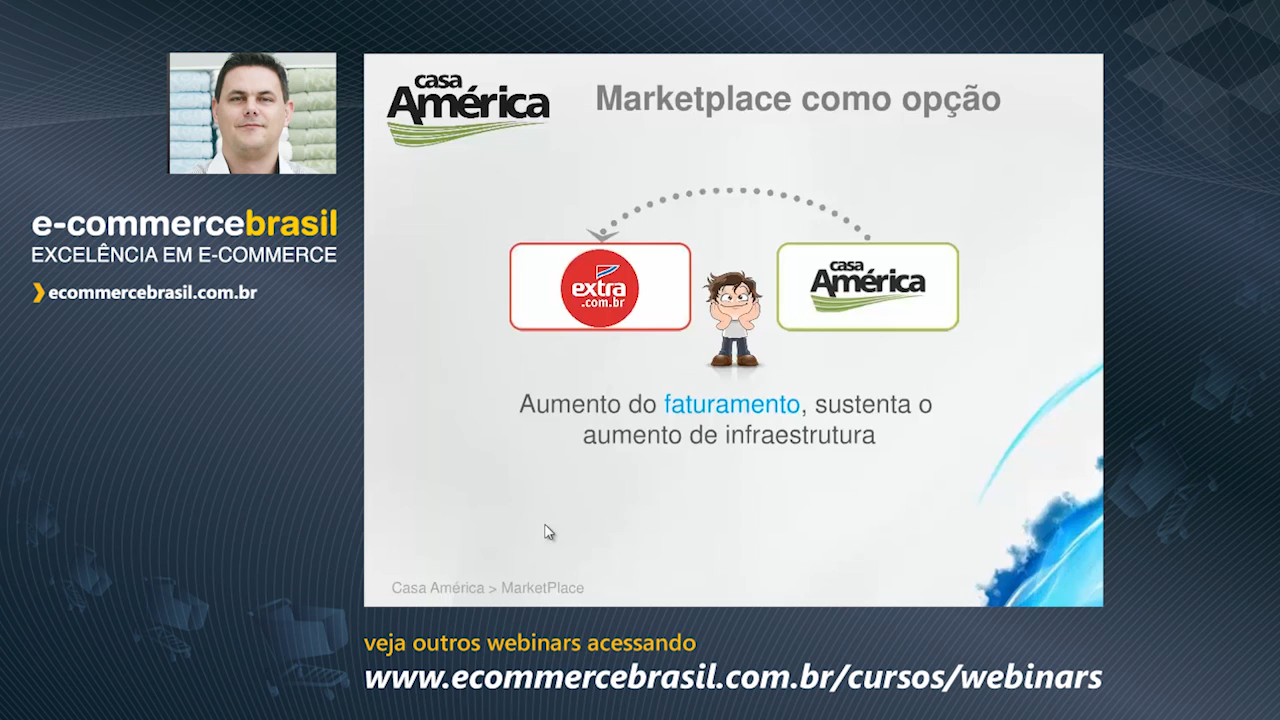 casa
América
Marketplace como opção
e-commercebrasil
EXCELÊNCIA EM E-COMMERCE
ecommercebrasil.com.br
extra
.com.br
casa
América
Aumento do faturamento, sustenta o
aumento de infraestrutura
Casa América > MarketPlace
veja outros webinars acessando
www.ecommercebrasil.com.br/cursos/webinars